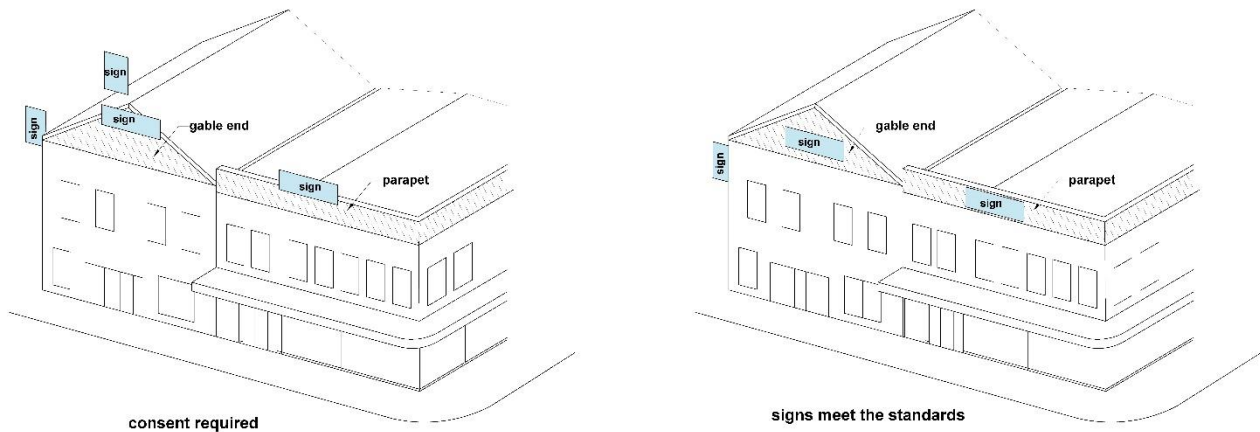 sign
sign
sign
gable end
sign
parapet
consent required
sign
sign
gable end
sign
parapet
signs meet the standards